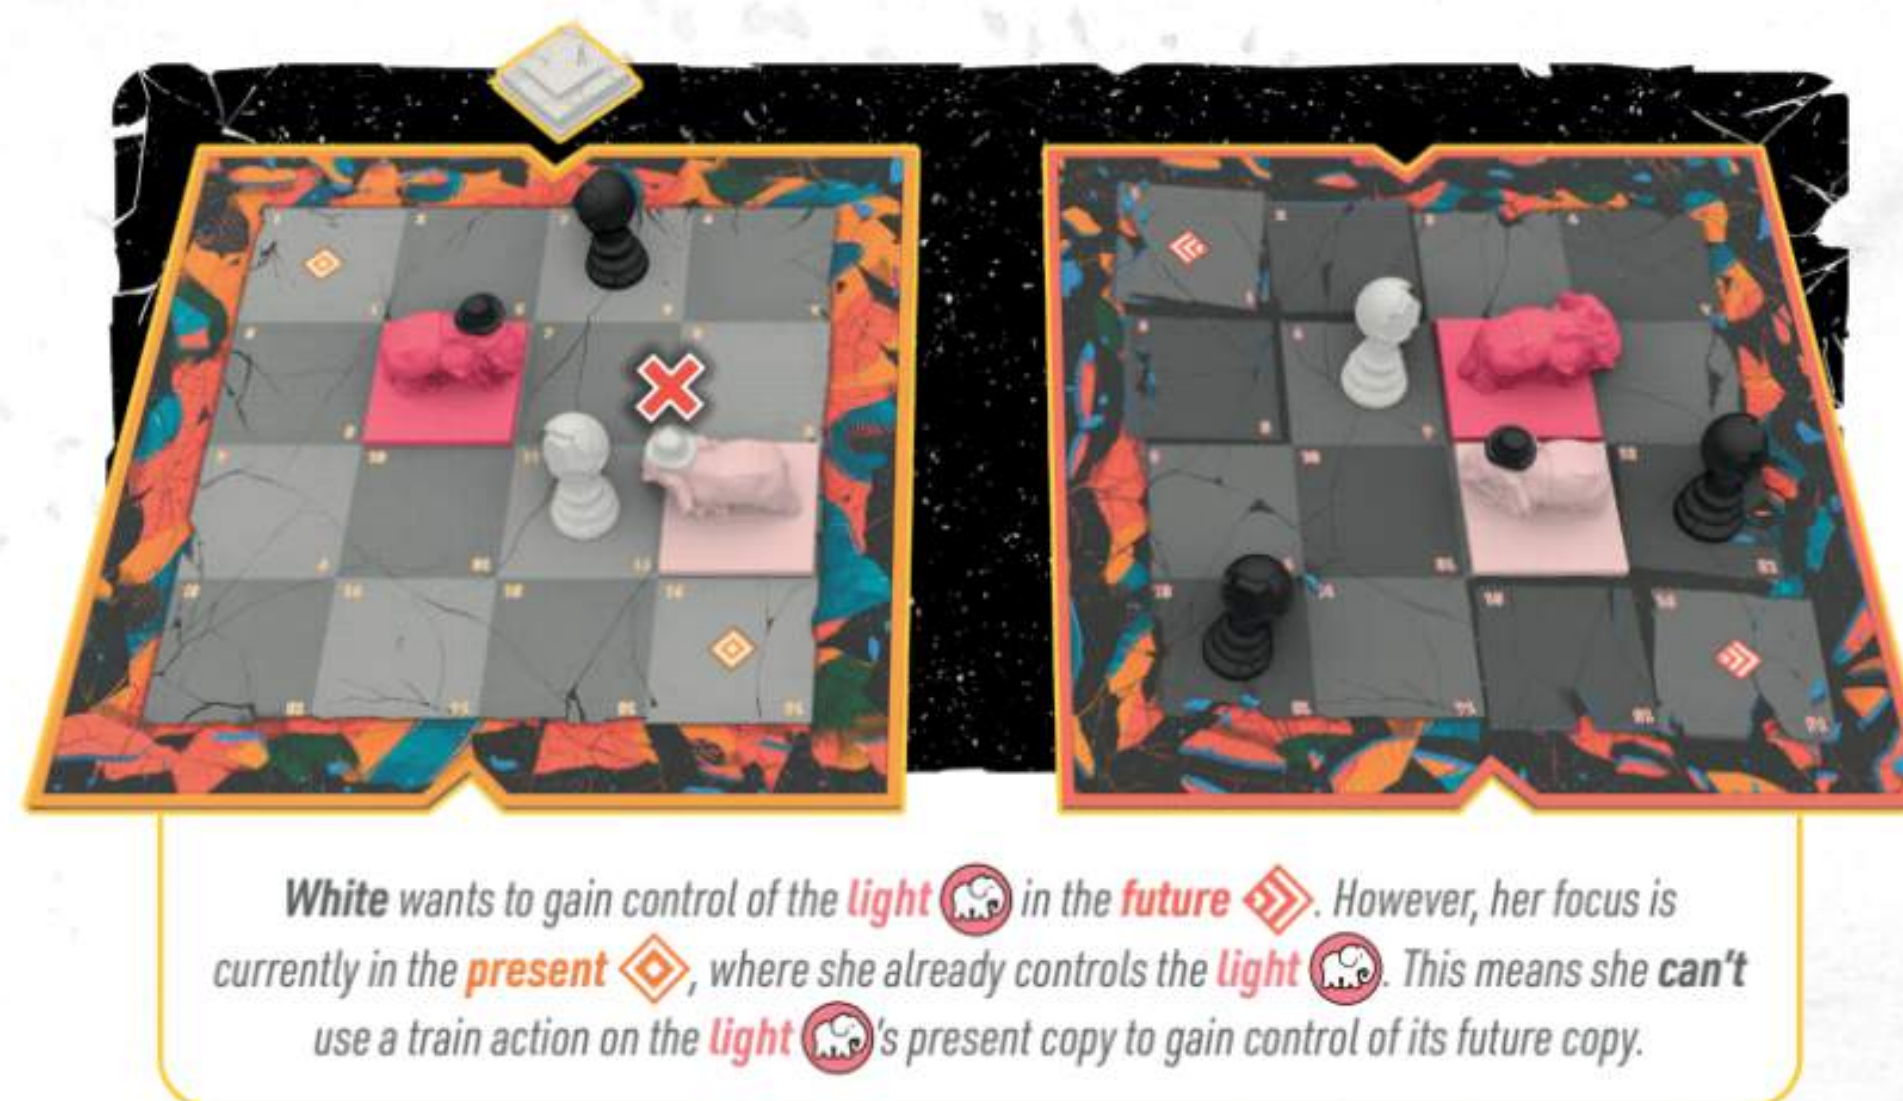 White wants to gain control of the light in the future. However, her focus is
currently in the present, where she already controls the light. This means she can't
use a train action on the light's present copy to gain control of its future copy.